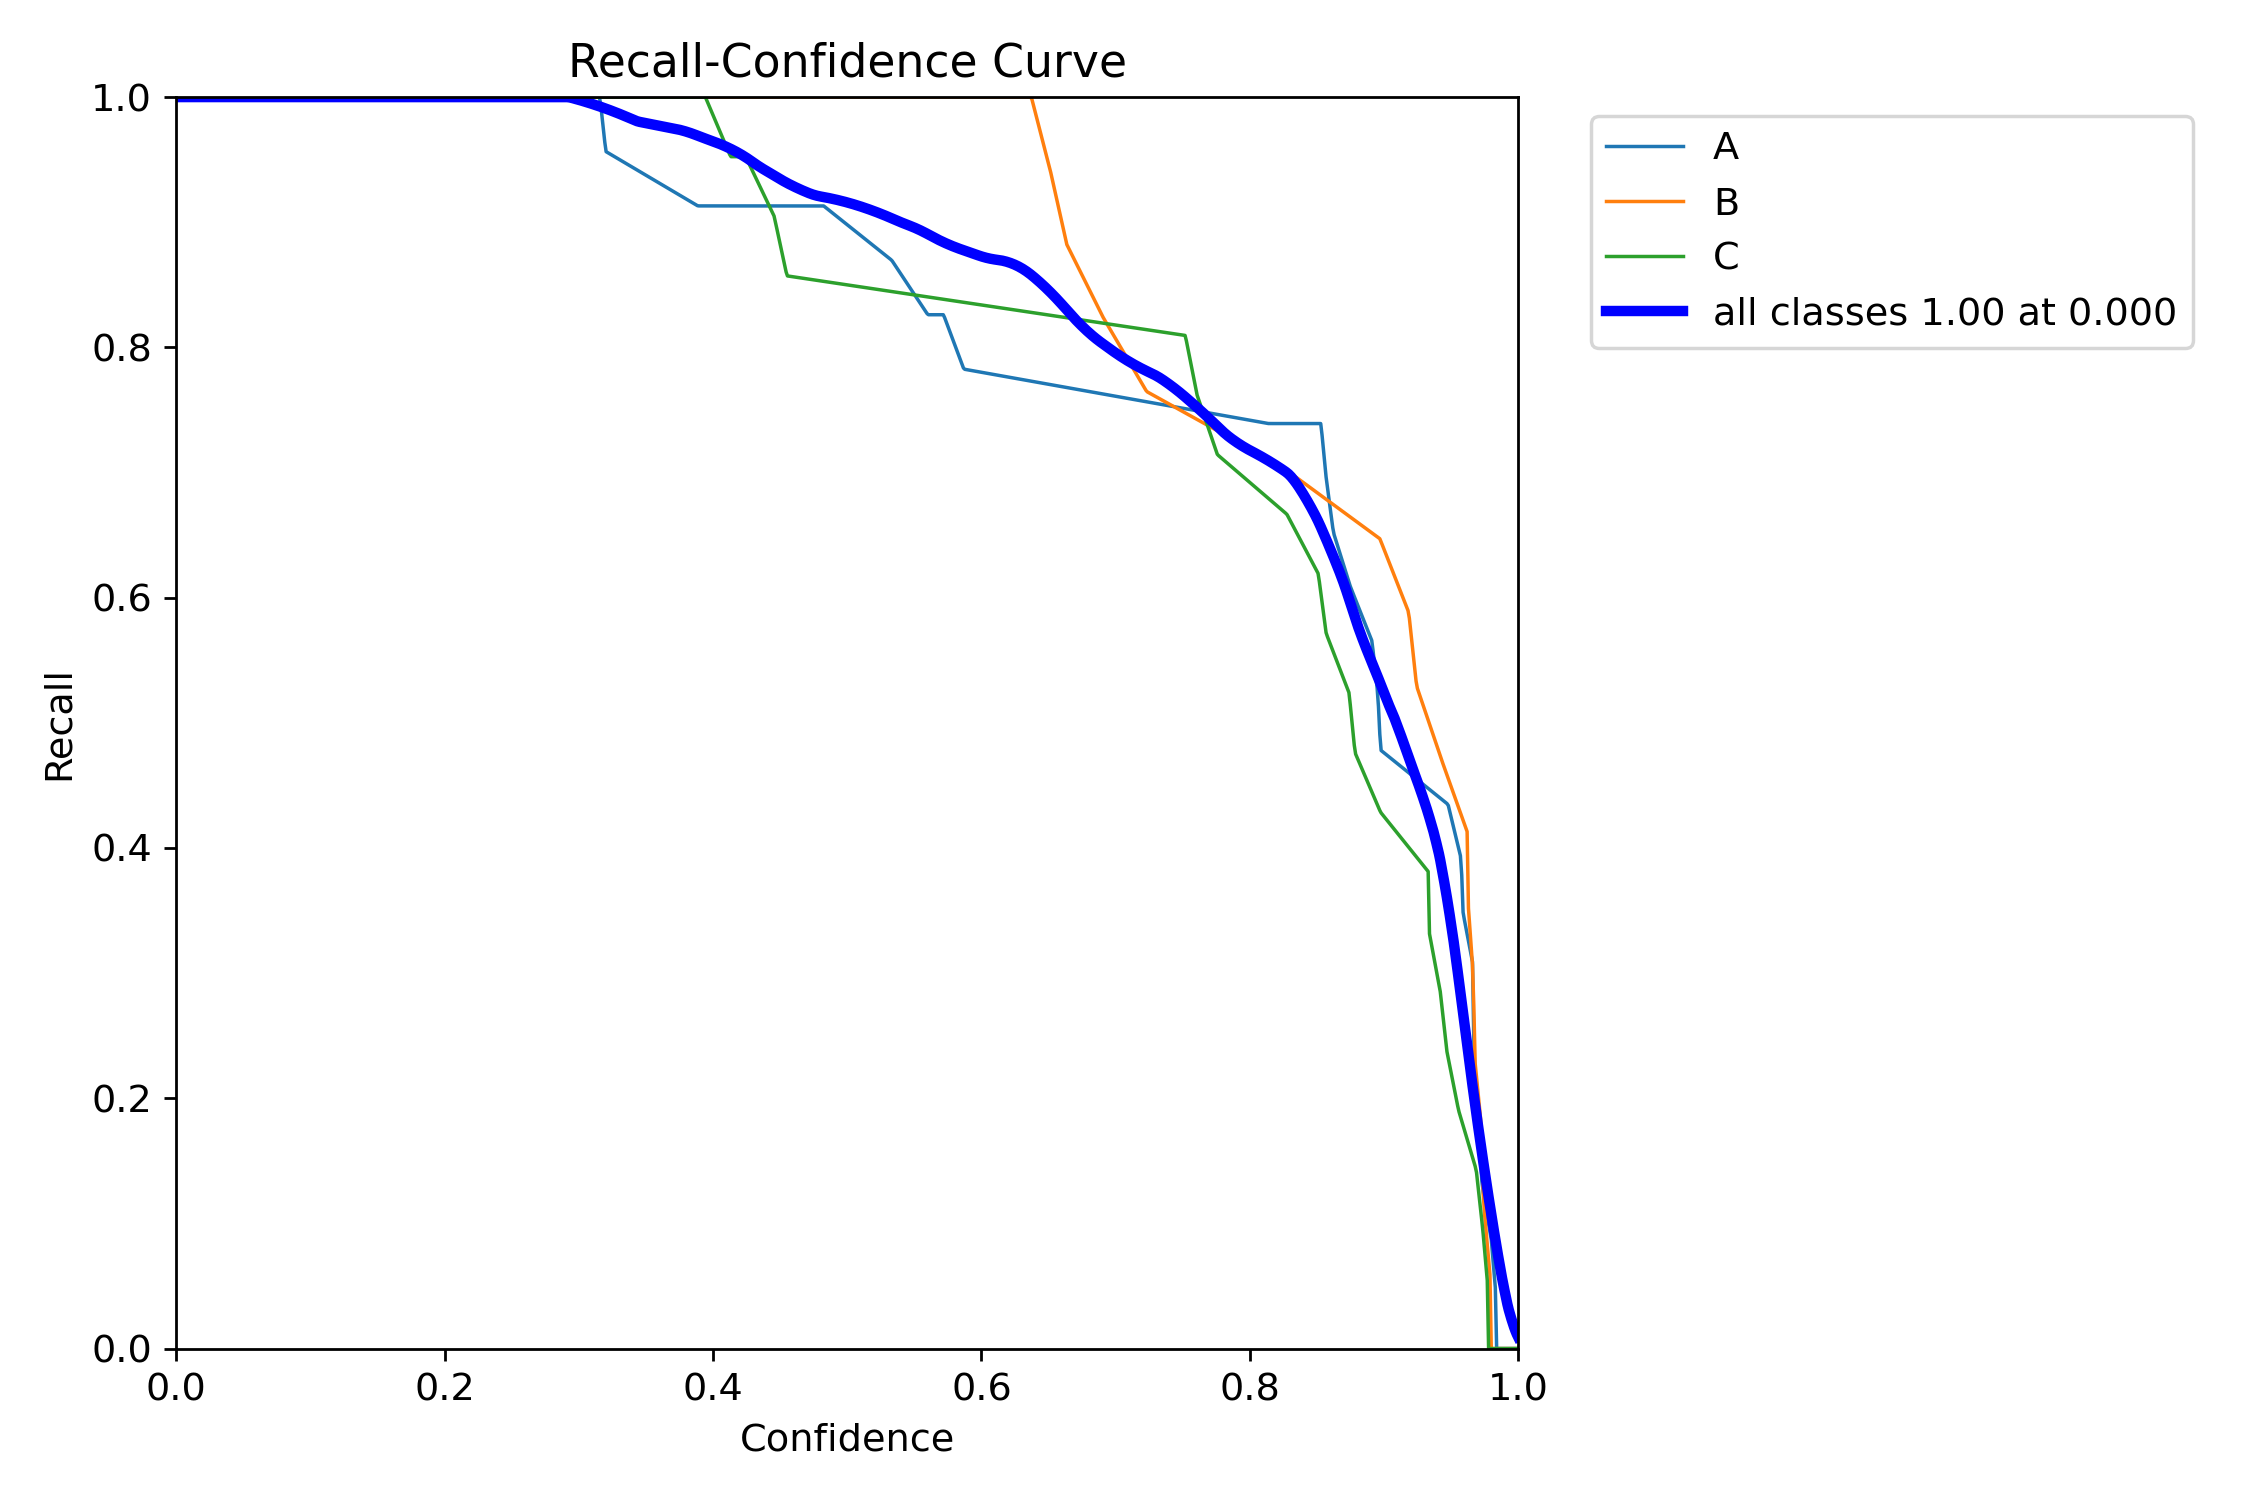 Recall-Confidence Curve
1.0
0.8
0.6
0.4
0.2
0.0
Recall
0.0 0.2 0.4 0.6 0.8 1.0
Confidence
A
B
C
all classes 1.00 at 0.000